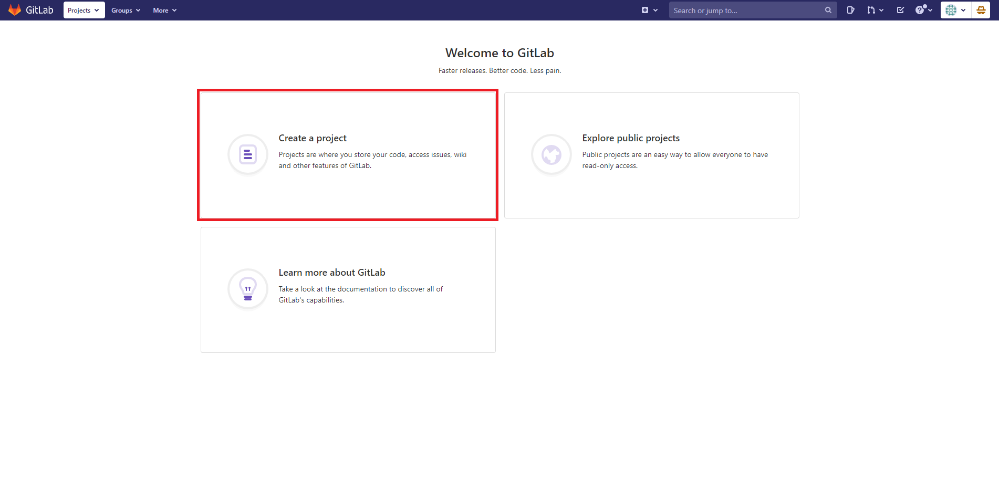 GitLab
Projects
Groups
More
Search or jump to...
Welcome to GitLab
Faster releases. Better code. Less pain.
Create a project
Projects are where you store your code, access issues, wiki
and other features of GitLab.
Explore public projects
Public projects are an easy way to allow everyone to have
read-only access.
Learn more about GitLab
Take a look at the documentation to discover all of
GitLab's capabilities.